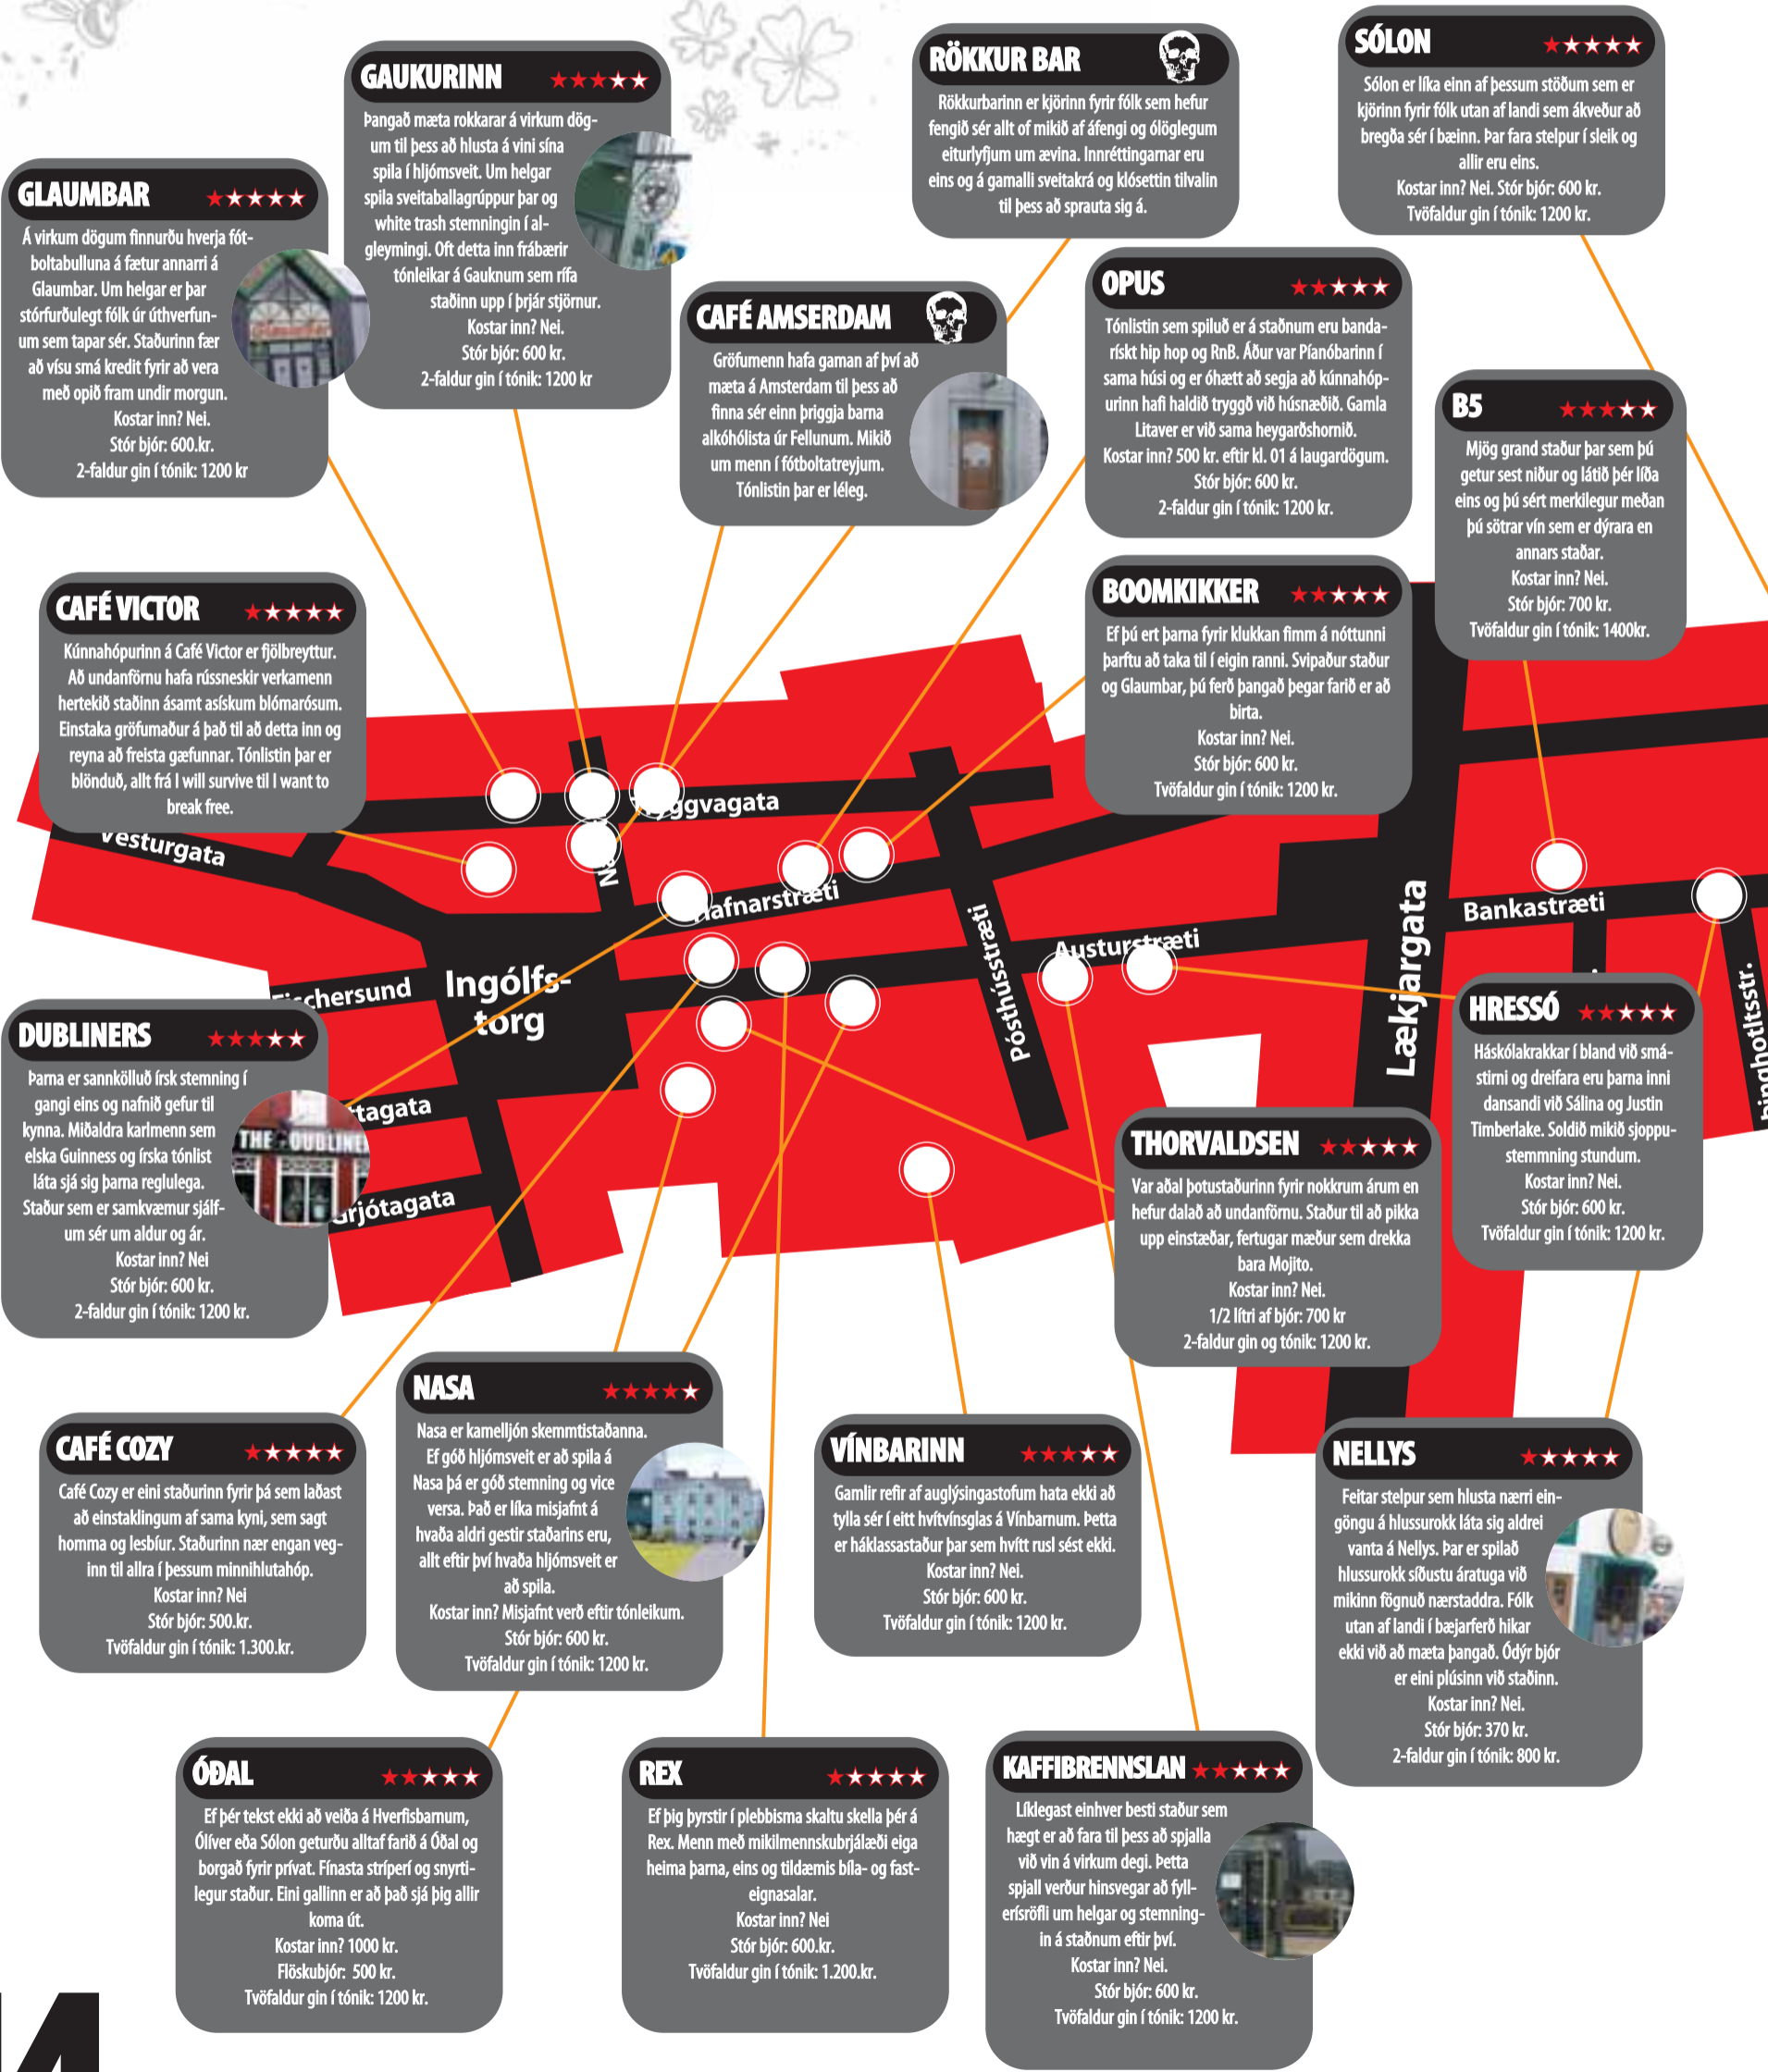 GAUKURINN
Þangað mæta rokkarar á virkum dög-
um til þess að hlusta á vini sína
spila í hljómsveit. Um helgar
spila sveitaballagrúppur þar og
white trash stemningin í al-
gleymingi. Oft detta inn frábærir
tónleikar á Gauknum sem rífa
staðinn upp í þrjár stjörnur.
Kostar inn? Nei.
Stór bjór: 600 kr.
2-faldur gin í tónik: 1200 kr
RÖKKUR BAR
Rökkurbarinn er kjörinn fyrir fólk sem hefur
fengið sér allt of mikið af áfengi og ólöglegum
eiturlyfjum um ævina. Innréttingarnar eru
eins og á gamalli sveitakrá og klósettin tilvalin
til þess að sprauta sig á.
SÓLON
Sólon er líka einn af þessum stöðum sem er
kjörinn fyrir fólk utan af landi sem ákveður að
bregða sér í bæinn. Þar fara stelpur í sleik og
allir eru eins.
Kostar inn? Nei. Stór bjór: 600 kr.
Tvöfaldur gin í tónik: 1200 kr.
GLAUMBAR
Á virkum dögum finnurðu hverja fót-
boltabulluna á fætur annarri á
Glaumbar. Um helgar er þar
stórfurðulegt fólk úr úthverfun-
um sem tapar sér. Staðurinn fær
að vísu smá kredit fyrir að vera
með opið fram undir morgun.
Kostar inn? Nei.
Stór bjór: 600.kr.
2-faldur gin í tónik: 1200 kr
Glaumbar
CAFÉ AMSERDAM
Gröfumenn hafa gaman af því að
mæta á Amsterdam til þess að
finna sér einn þriggja barna
alkóhólista úr Fellunum. Mikið
um menn í fótboltatreyjum.
Tónlistin þar er léleg.
OPUS
Tónlistin sem spiluð er á staðnum eru banda-
rískt hip hop og RnB. Áður var Píanóbarinn í
sama húsi og er óhætt að segja að kúnnahóp-
urinn hafi haldið tryggð við húsnæðið. Gamla
Litaver er við sama heygarðshornið.
Kostar inn? 500 kr. eftir kl. 01 á laugardögum.
Stór bjór: 600 kr.
2-faldur gin í tónik: 1200 kr.
B5
Mjög grand staður þar sem þú
getur sest niður og látið þér líða
eins og þú sért merkilegur meðan
þú sötrar vín sem er dýrara en
annars staðar.
Kostar inn? Nei.
Stór bjór: 700 kr.
Tvöfaldur gin í tónik: 1400kr.
CAFÉ VICTOR
Kúnnahópurinn á Café Victor er fjölbreyttur.
Að undanförnu hafa rússneskir verkamenn
hertekið staðinn ásamt asískum blómarósum.
Einstaka gröfumaður á það til að detta inn og
reyna að freista gæfunnar. Tónlistin þar er
blönduð, allt frá I will survive til I want to
break free.
BOOMKIKKER
Ef þú ert þarna fyrir klukkan fimm á nóttunni
þarftu að taka til í eigin ranni. Svipaður staður
og Glaumbar, þú ferð þangað þegar farið er að
birta.
Kostar inn? Nei.
Stór bjór: 600 kr.
Tvöfaldur gin í tónik: 1200 kr.
Vesturgata
ryggvagata
Hafnarstræti
Pósthússtræti
Austurstræti
Lækjargata
Bankastræti
Þingholtsstr.
Fischersund
Ingólfs-
torg
ttagata
Grjótagata
DUBLINERS
Þarna er sannkölluð írsk stemning í
gangi eins og nafnið gefur til
kynna. Miðaldra karlmenn sem
elska Guinness og írska tónlist
láta sjá sig þarna reglulega.
Staður sem er samkvæmur sjálf-
um sér um aldur og ár.
Kostar inn? Nei
Stór bjór: 600 kr.
2-faldur gin í tónik: 1200 kr.
THE DUBLINE
HRESSÓ
Háskólakrakkar í bland við smá-
stirni og dreifara eru þarna inni
dansandi við Sálina og Justin
Timberlake. Soldið mikið sjoppu-
stemmning stundum.
Kostar inn? Nei.
Stór bjór: 600 kr.
Tvöfaldur gin í tónik: 1200 kr.
THORVALDSEN
Var aðal þotustaðurinn fyrir nokkrum árum en
hefur dalað að undanförnu. Staður til að pikka
upp einstæðar, fertugar mæður sem drekka
bara Mojito.
Kostar inn? Nei.
1/2 lítri af bjór: 700 kr
2-faldur gin og tónik: 1200 kr.
CAFÉ COZY
Café Cozy er eini staðurinn fyrir þá sem laðast
að einstaklingum af sama kyni, sem sagt
homma og lesbíur. Staðurinn nær engan veg-
inn til allra í þessum minnihlutahóp.
Kostar inn? Nei
Stór bjór: 500.kr.
Tvöfaldur gin í tónik: 1.300.kr.
NASA
Nasa er kamelljón skemmtistaðanna.
Ef góð hljómsveit er að spila á
Nasa þá er góð stemning og vice
versa. Það er líka misjafnt á
hvaða aldri gestir staðarins eru,
allt eftir því hvaða hljómsveit er
að spila.
Kostar inn? Misjafnt verð eftir tónleikum.
Stór bjór: 600 kr.
Tvöfaldur gin í tónik: 1200 kr.
VÍNBARINN
Gamlir refir af auglýsingastofum hata ekki að
tylla sér í eitt hvítvínsglas á Vínbarnum. Þetta
er háklassastaður þar sem hvítt rusl sést ekki.
Kostar inn? Nei.
Stór bjór: 600 kr.
Tvöfaldur gin í tónik: 1200 kr.
NELLYS
Feitar stelpur sem hlusta nærri ein-
göngu á hlussurokk láta sig aldrei
vanta á Nellys. Þar er spilað
hlussurokk síðustu áratuga við
mikinn fögnuð nærstaddra. Fólk
utan af landi í bæjarferð hikar
ekki við að mæta þangað. Ódýr bjór
er eini plúsinn við staðinn.
Kostar inn? Nei.
Stór bjór: 370 kr.
2-faldur gin í tónik: 800 kr.
ÓÐAL
Ef þér tekst ekki að veiða á Hverfisbarnum,
Ólíver eða Sólon geturðu alltaf farið á Óðal og
borgað fyrir prívat. Fínasta stríperí og snyrti-
legur staður. Eini gallinn er að það sjá þig allir
koma út.
Kostar inn? 1000 kr.
Flöskubjór: 500 kr.
Tvöfaldur gin í tónik: 1200 kr.
REX
Ef þig þyrstir í plebbisma skaltu skella þér á
Rex. Menn með mikilmennskubrjálæði eiga
heima þarna, eins og tildæmis bíla- og fast-
eignasalar.
Kostar inn? Nei
Stór bjór: 600.kr.
Tvöfaldur gin í tónik: 1.200.kr.
KAFFIBRENNSLAN
Líklegast einhver besti staður sem
hægt er að fara til þess að spjalla
við vin á virkum degi. Þetta
spjall verður hinsvegar að fyll-
erísröfli um helgar og stemning-
in á staðnum eftir því.
Kostar inn? Nei.
Stór bjór: 600 kr.
Tvöfaldur gin í tónik: 1200 kr.